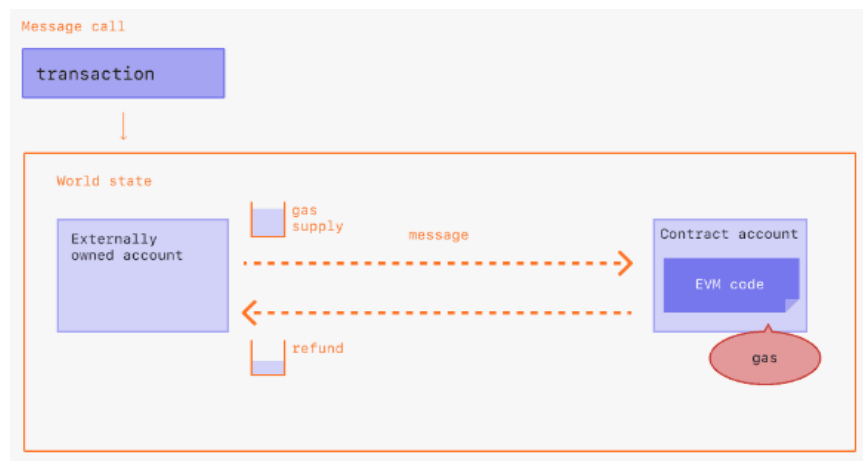 Message call
transaction
World state
gas
supply
message
Externally
owned account
Contract account
EVM code
refund
gas